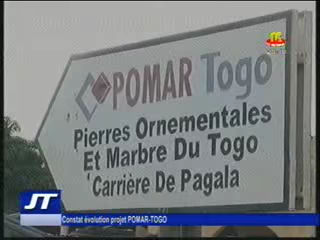 POMAR Togo
Pierres Ornementales
Et Marbre Du Togo
Carrière De Pagala
JT
Constat évolution projet POMAR-TOGO